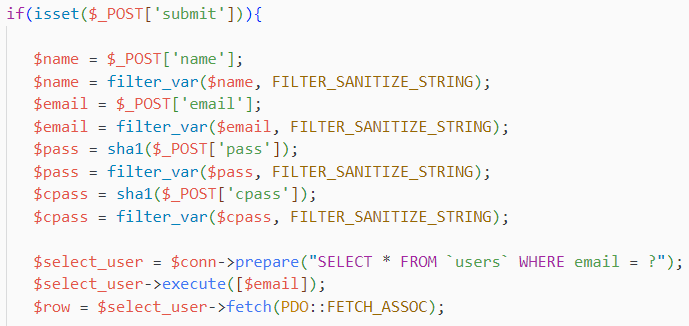 if(isset($_POST['submit'])){
$name = $_POST['name'];
$name = filter_var($name, FILTER_SANITIZE_STRING);
$email = $_POST['email'];
$email = filter_var($email, FILTER_SANITIZE_STRING);
$pass = sha1($_POST['pass']);
$pass = filter_var($pass, FILTER_SANITIZE_STRING);
$cpass = sha1($_POST['cpass']);
$cpass = filter_var($cpass, FILTER_SANITIZE_STRING);
$select_user = $conn->prepare("SELECT * FROM `users` WHERE email = ?");
$select_user->execute([$email]);
$row = $select_user->fetch(PDO::FETCH_ASSOC);